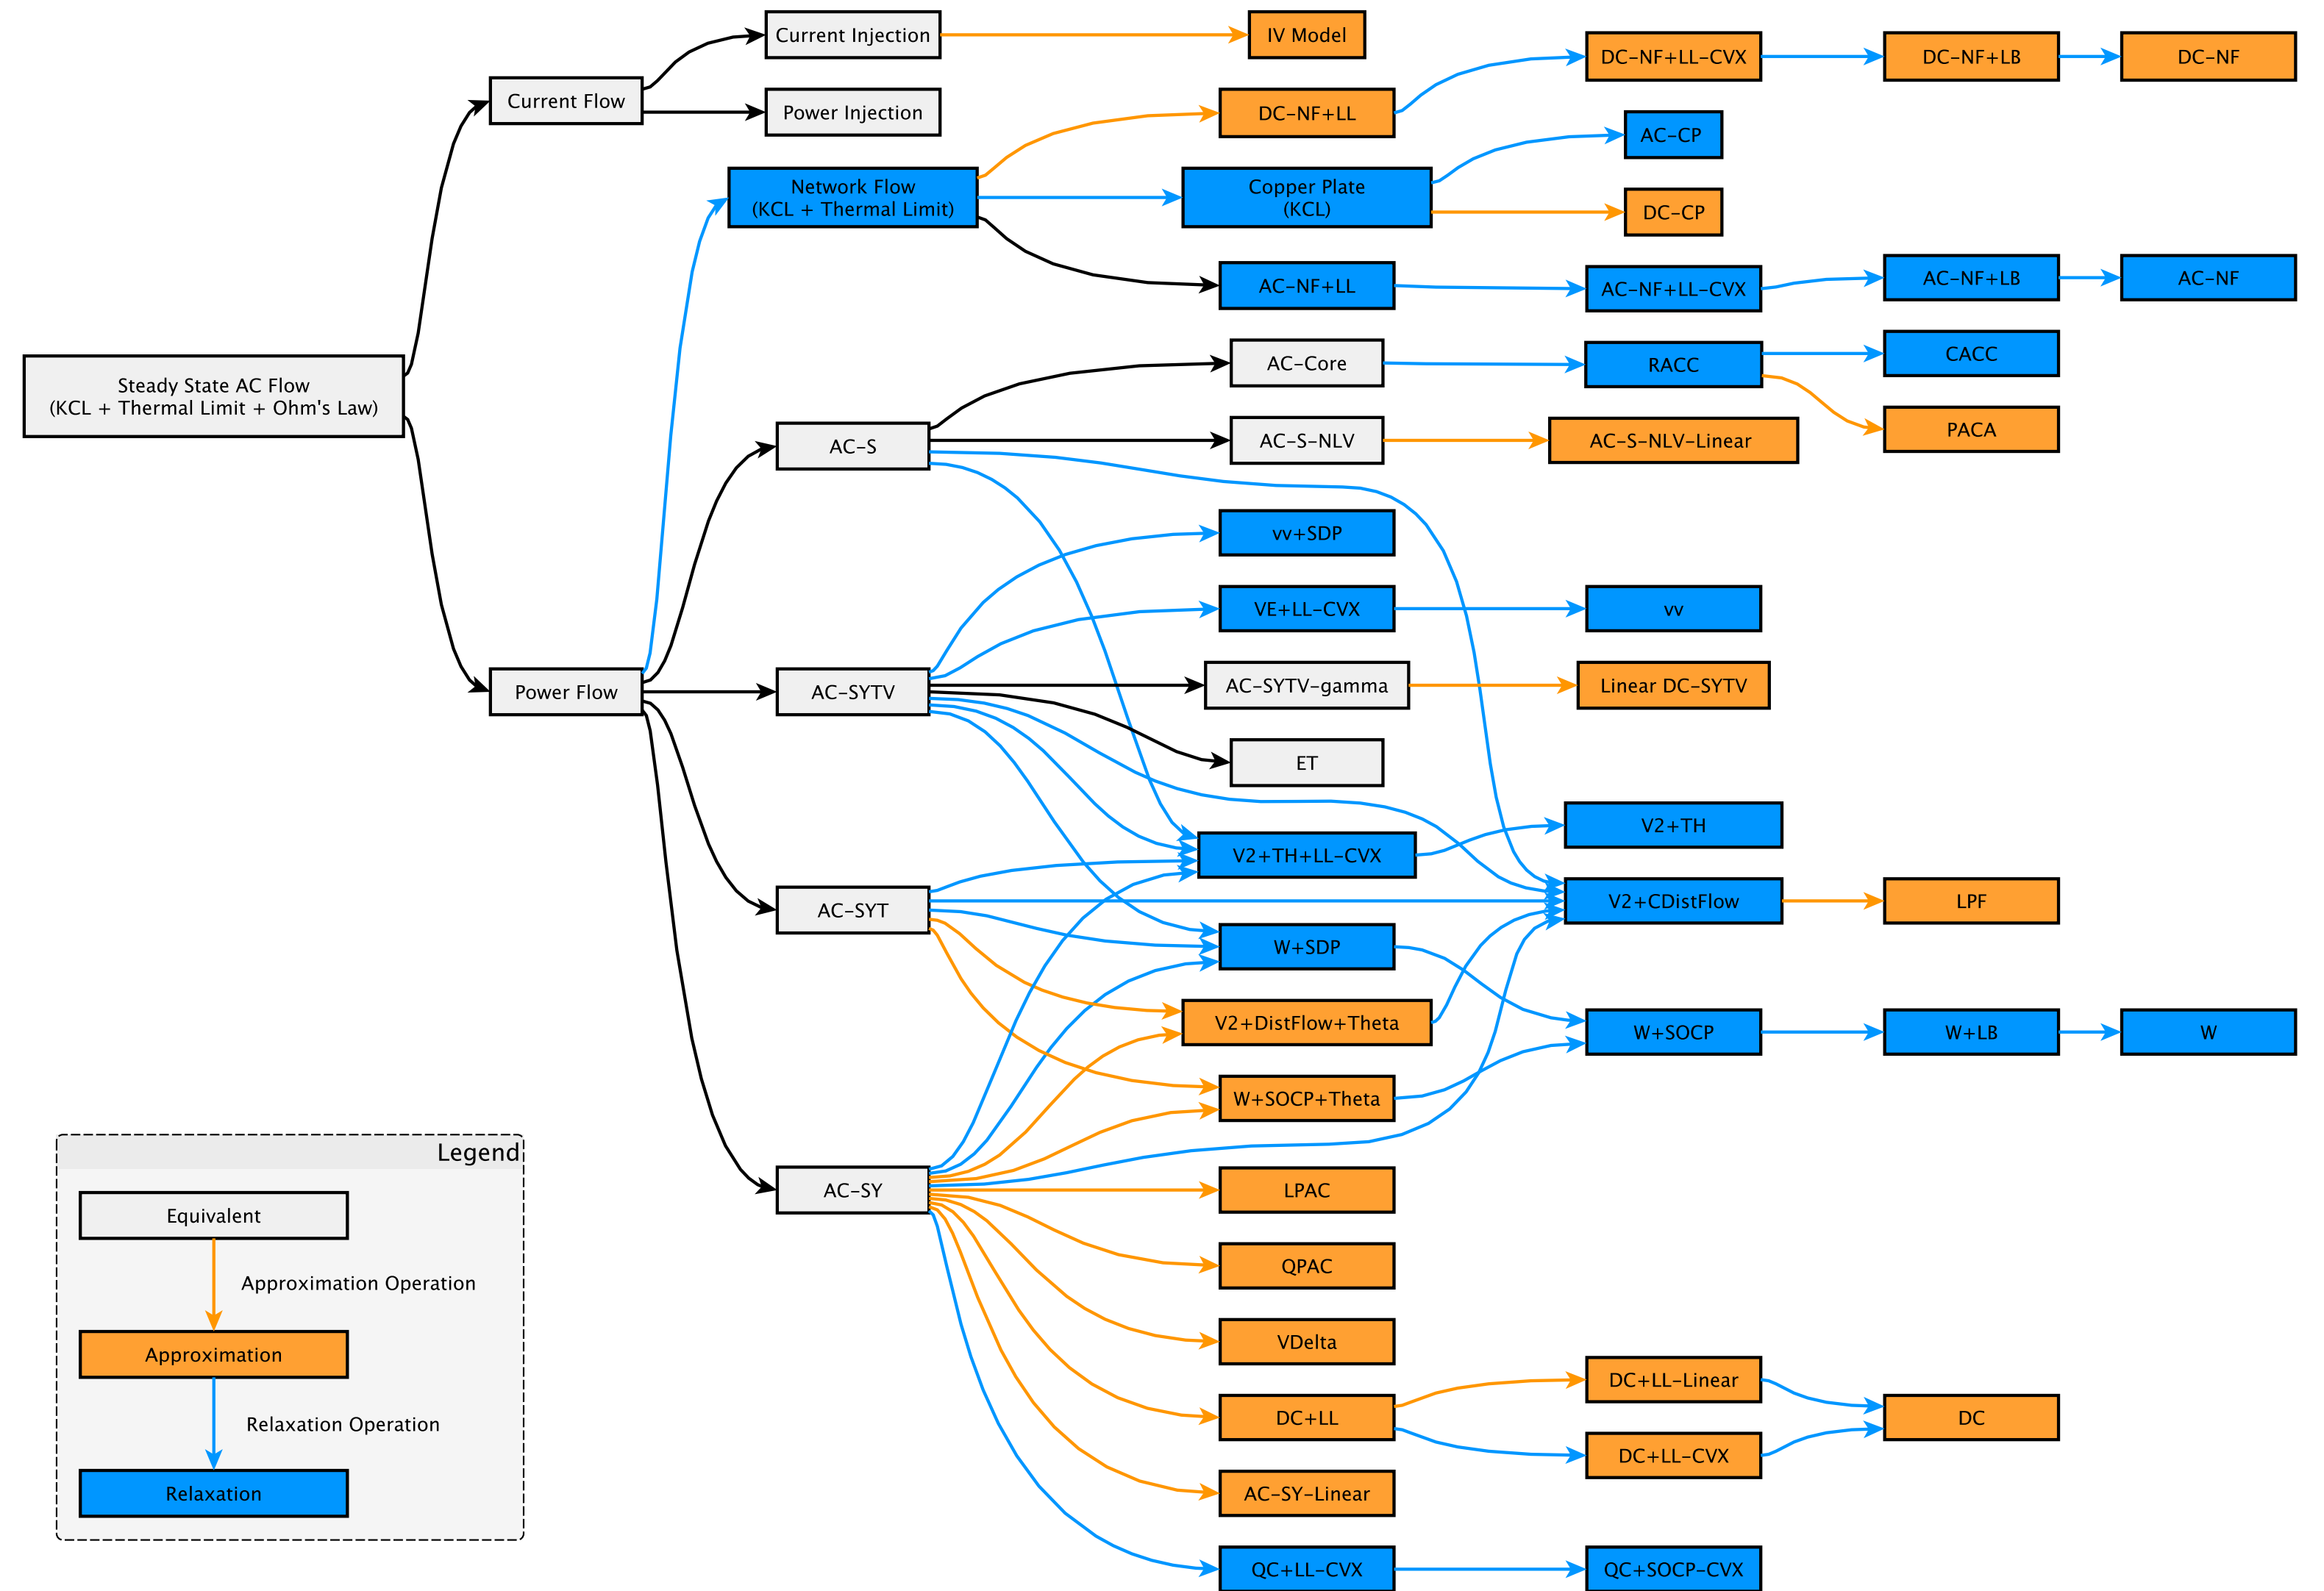 Current Injection
IV Model
DC-NF+LL-CVX
DC-NF+LB
DC-NF
Current Flow
Power Injection
DC-NF+LL
AC-CP
Network Flow
(KCL + Thermal Limit)
Copper Plate
(KCL)
DC-CP
AC-NF+LL
AC-NF+LL-CVX
AC-NF+LB
AC-NF
Steady State AC Flow
(KCL + Thermal Limit + Ohm's Law)
AC-Core
RACC
CACC
AC-S
AC-S-NLV
AC-S-NLV-Linear
PACA
vv+SDP
VE+LL-CVX
vv
Power Flow
AC-SYTV
AC-SYTV-gamma
Linear DC-SYTV
ET
V2+TH
V2+TH+LL-CVX
AC-SYT
V2+CDistFlow
LPF
W+SDP
V2+DistFlow+Theta
W+SOCP
W+LB
W
W+SOCP+Theta
AC-SY
LPAC
QPAC
VDelta
DC+LL-Linear
DC+LL
DC
DC+LL-CVX
AC-SY-Linear
QC+LL-CVX
QC+SOCP-CVX
Legend
Equivalent
Approximation Operation
Approximation
Relaxation Operation
Relaxation